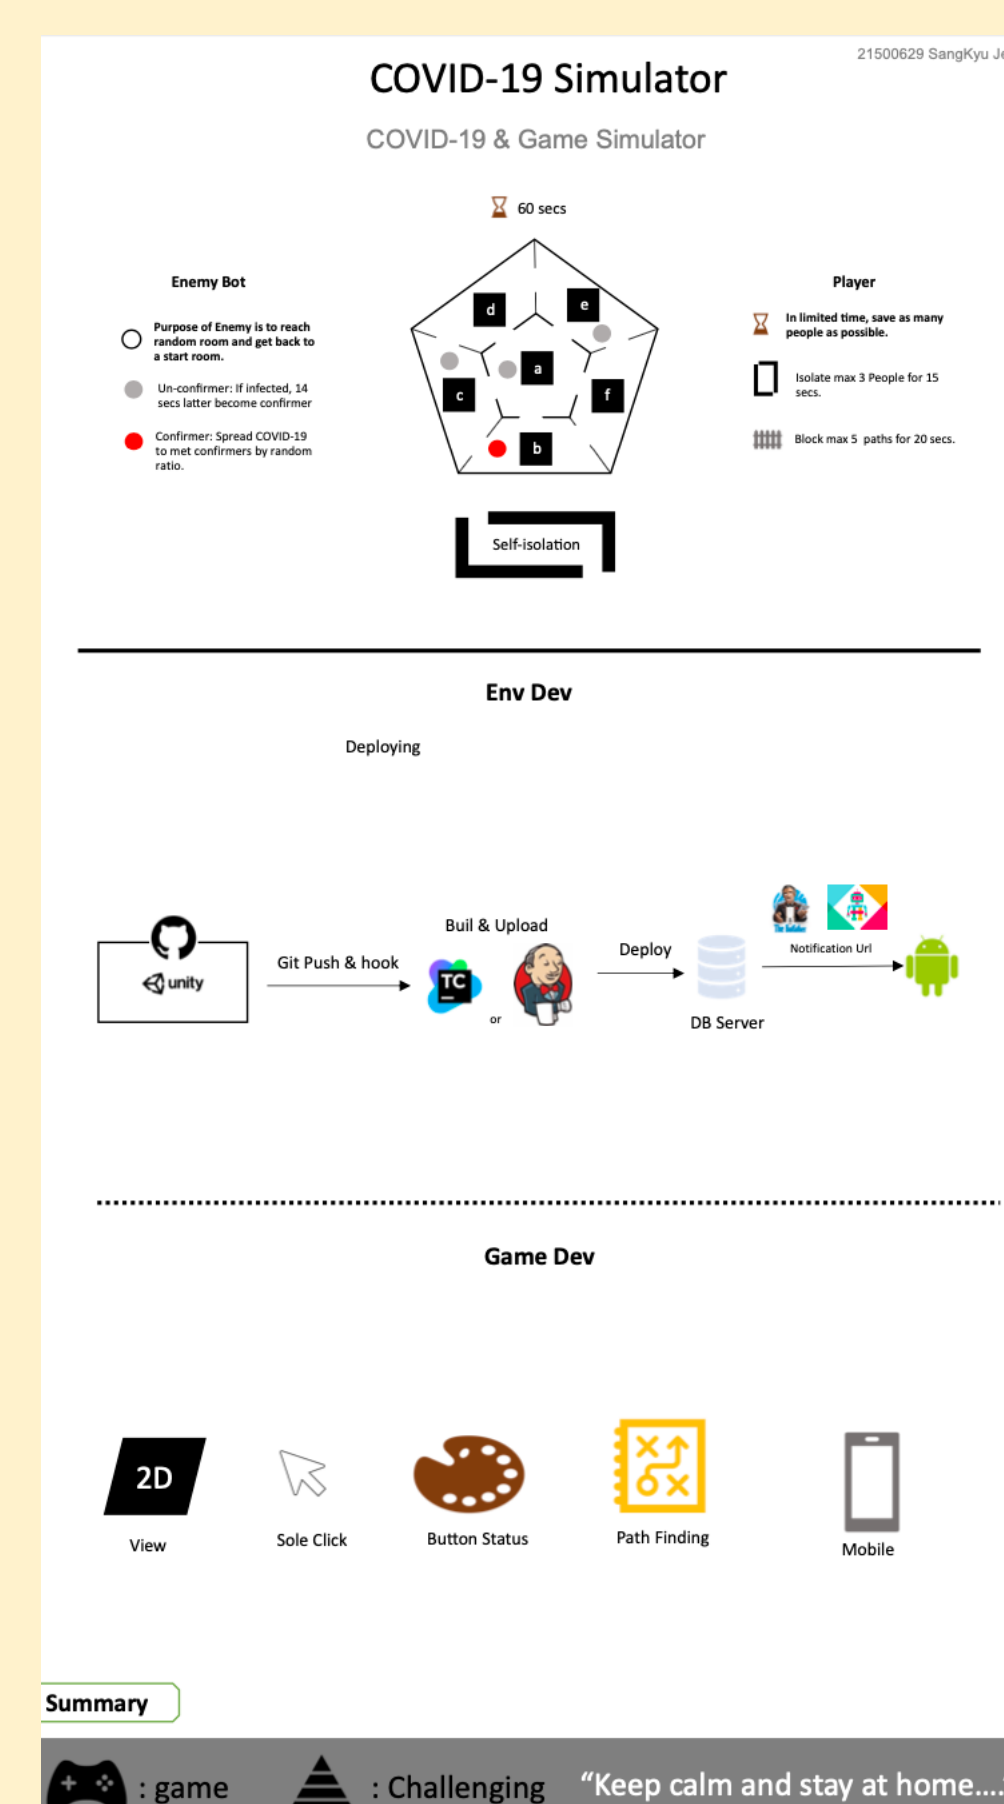 21500629 SangKyu
COVID-19 Simulator
COVID-19 & Game Simulator
60 secs
Enemy Bot
Purpose of Enemy is to reach
random room and get back to
a start room.
Un-confirmer: If infected, 14
secs latter become confirmer
Confirmer: Spread COVID-19
to met confirmers by random
ratio.
d
e
a
c
f
b
Self-isolation
Player
In limited time, save as many
people as possible.
Isolate max 3 People for 15
secs.
Block max 5 paths for 20 secs.
Env Dev
Deploying
unity
Git Push & hook
Buil & Upload
TC
or
Deploy
DB Server
Notification Url
Game Dev
2D
View
Sole Click
Button Status
Path Finding
Mobile
Summary
: game
: Challenging
“Keep calm and stay at home....